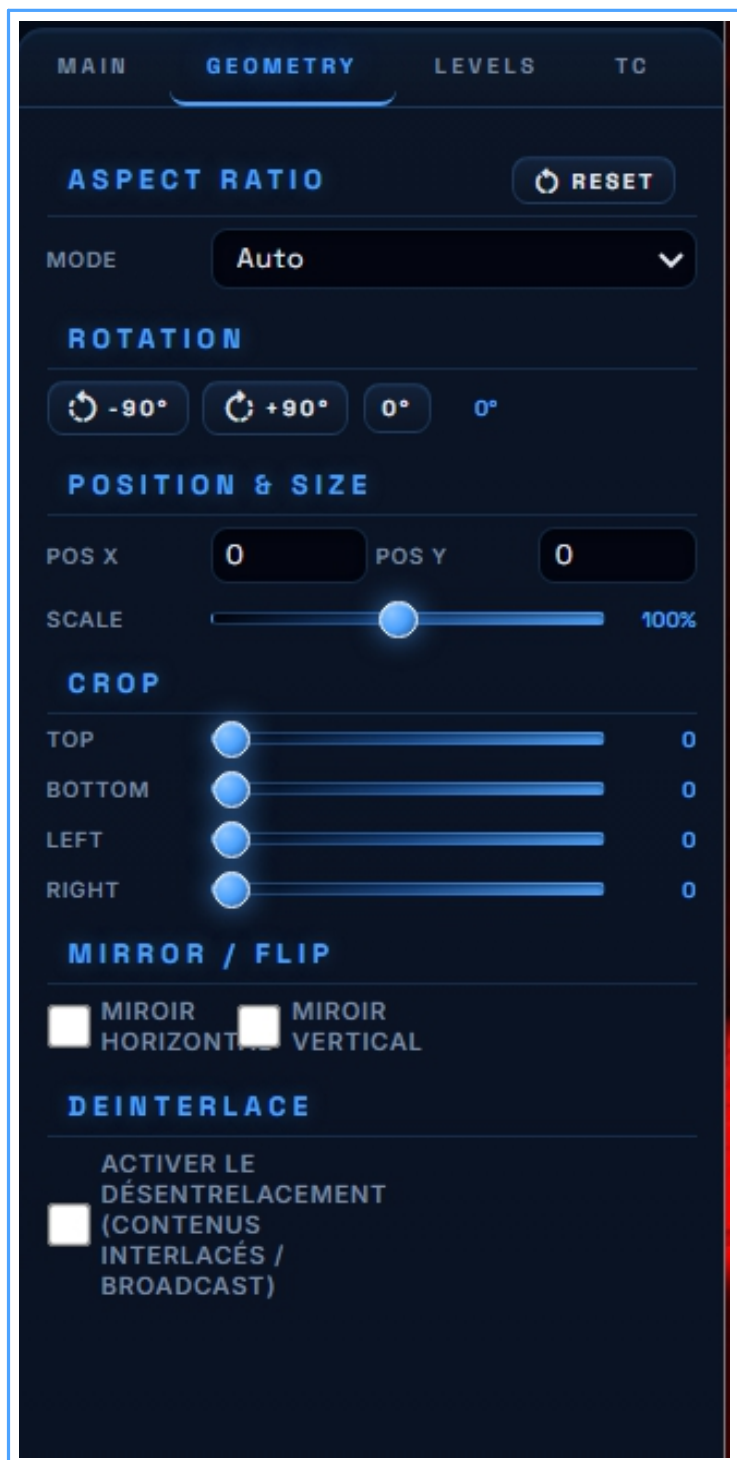 MAIN GEOMETRY LEVELS TC
ASPECT RATIO RESET
MODE Auto
ROTATION
-90° +90° 0° 0°
POSITION & SIZE
POS X 0 POS Y 0
SCALE 100%
CROP
TOP 0
BOTTOM 0
LEFT 0
RIGHT 0
MIRROR / FLIP
MIROIR MIROIR
HORIZONTAL VERTICAL
DEINTERLACE
ACTIVER LE
DÉSENTRELACEMENT
(CONTENUS
INTERLACÉS /
BROADCAST)